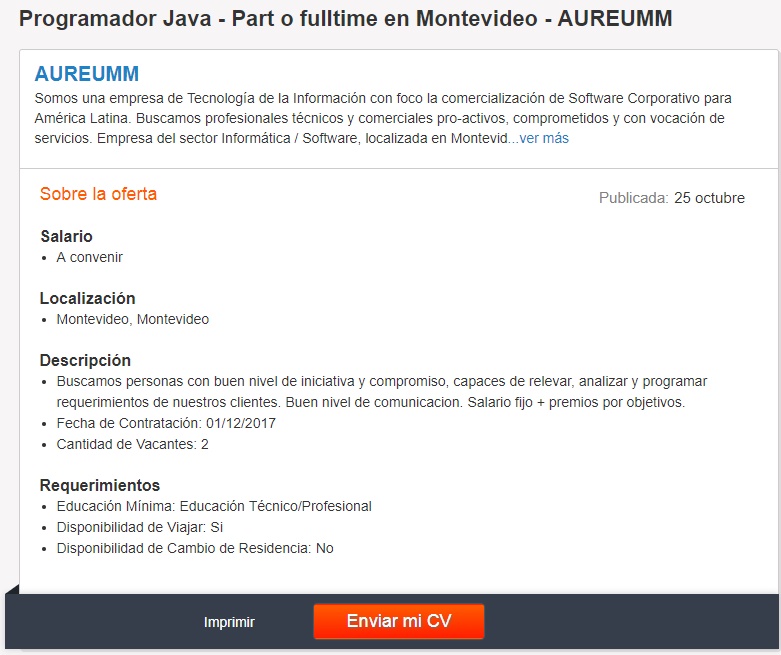 Programador Java - Part o fulltime en Montevideo - AUREUMM
AUREUMM
Somos una empresa de Tecnología de la Información con foco la comercialización de Software Corporativo para
América Latina. Buscamos profesionales técnicos y comerciales pro-activos, comprometidos y con vocación de
servicios. Empresa del sector Informática / Software, localizada en Montevid...ver más
Sobre la oferta
Publicada: 25 octubre
Salario
• A convenir
Localización
• Montevideo, Montevideo
Descripción
• Buscamos personas con buen nivel de iniciativa y compromiso, capaces de relevar, analizar y programar
requerimientos de nuestros clientes. Buen nivel de comunicacion. Salario fijo + premios por objetivos.
• Fecha de Contratación: 01/12/2017
• Cantidad de Vacantes: 2
Requerimientos
• Educación Mínima: Educación Técnico/Profesional
• Disponibilidad de Viajar: Si
• Disponibilidad de Cambio de Residencia: No
Imprimir
Enviar mi CV